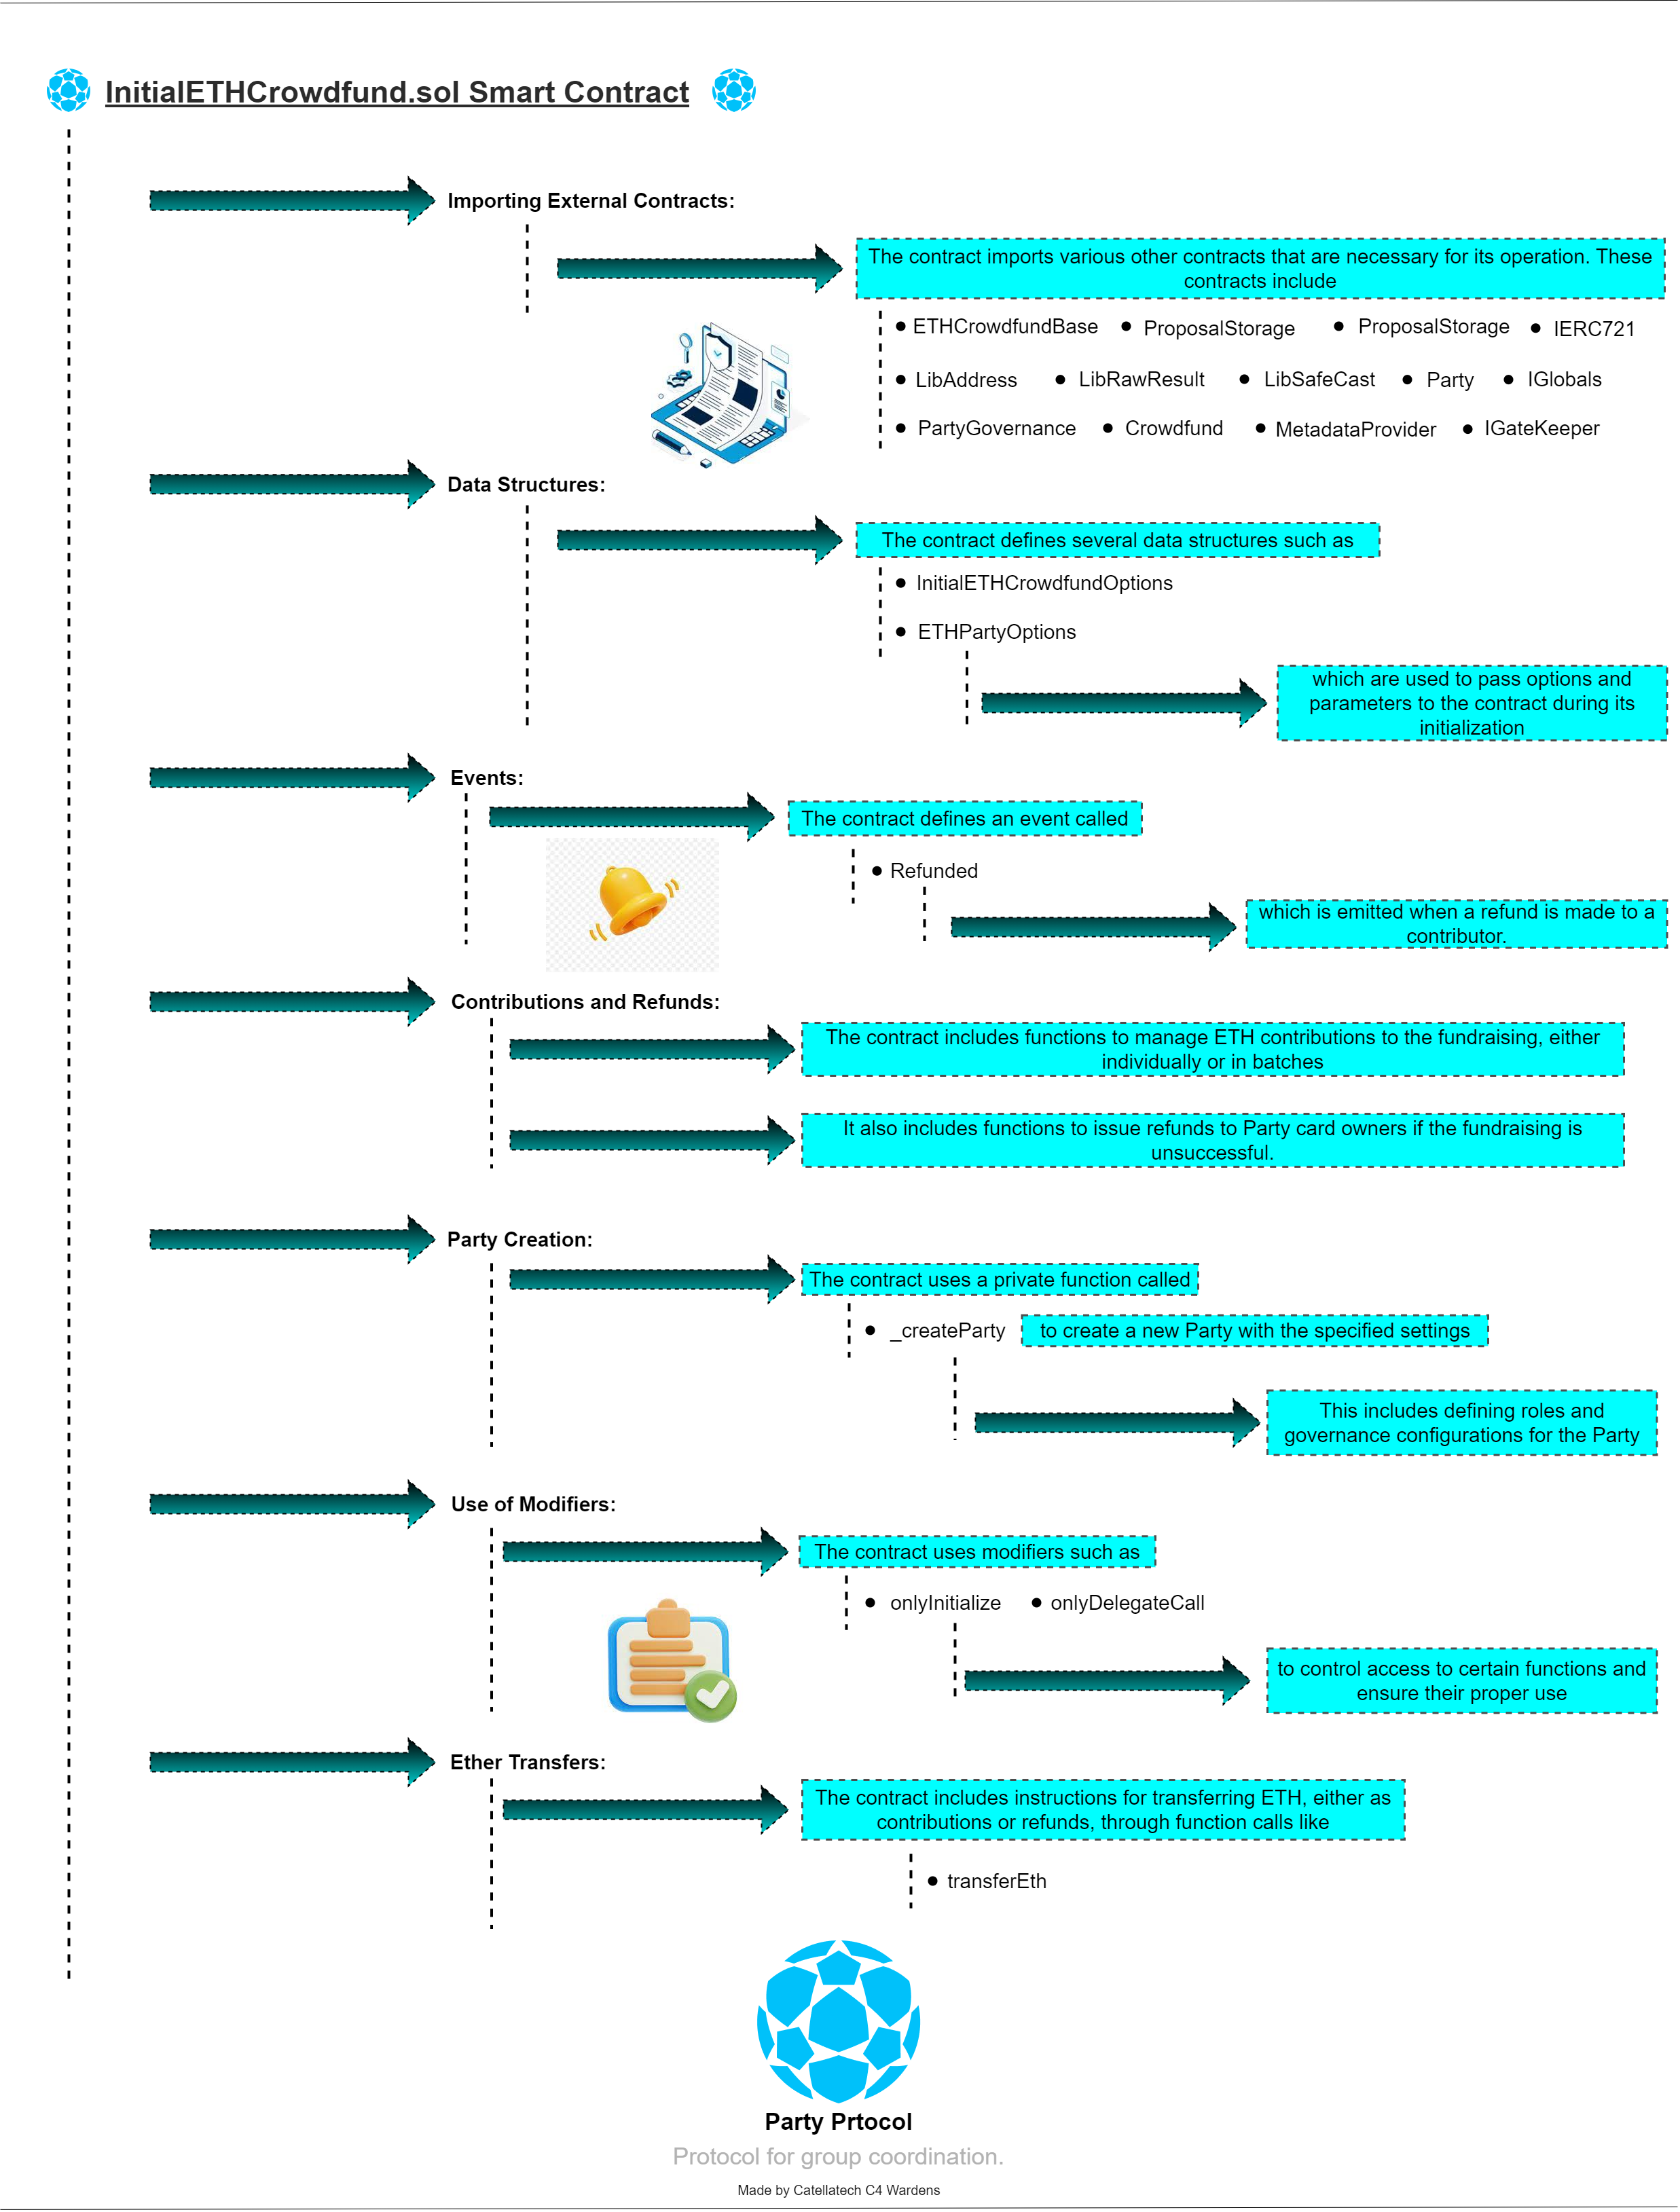 InitialETHCrowdfund.sol Smart Contract
Importing External Contracts:
The contract imports various other contracts that are necessary for its operation. These
contracts include
ETHCrowdfundBase
ProposalStorage
ProposalStorage
IERC721
LibAddress
LibRawResult
LibSafeCast
Party
IGlobals
PartyGovernance
Crowdfund
MetadataProvider
IGateKeeper
Data Structures:
The contract defines several data structures such as
InitialETHCrowdfundOptions
ETHPartyOptions
which are used to pass options and
parameters to the contract during its
initialization
Events:
The contract defines an event called
Refunded
which is emitted when a refund is made to a
contributor.
Contributions and Refunds:
The contract includes functions to manage ETH contributions to the fundraising, either
individually or in batches
It also includes functions to issue refunds to Party card owners if the fundraising is
unsuccessful.
Party Creation:
The contract uses a private function called
_createParty
to create a new Party with the specified settings
This includes defining roles and
governance configurations for the Party
Use of Modifiers:
The contract uses modifiers such as
onlyInitialize
onlyDelegateCall
to control access to certain functions and
ensure their proper use
Ether Transfers:
The contract includes instructions for transferring ETH, either as
contributions or refunds, through function calls like
transferEth
Party Prtocol
Protocol for group coordination.
Made by Catellatech C4 Wardens